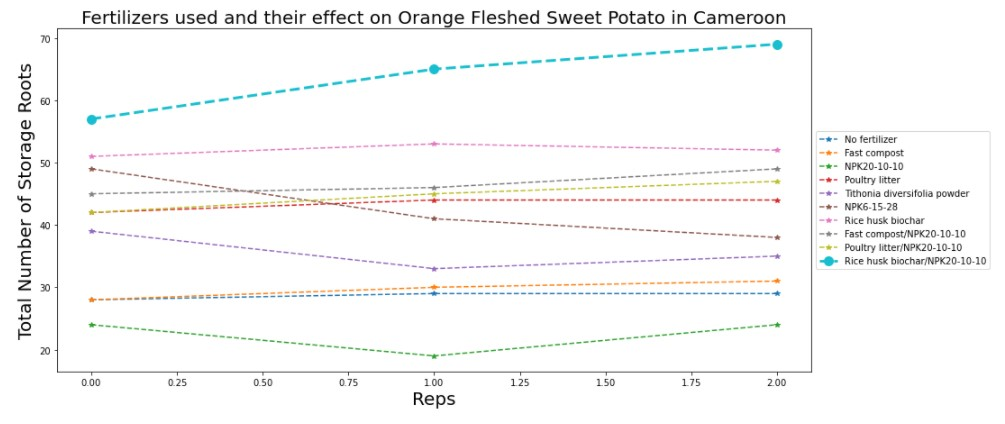 Fertilizers used and their effect on Orange Fleshed Sweet Potato in Cameroon
Total Number of Storage Roots
70
60
50
40
30
20
0.00 0.25 0.50 0.75 1.00 1.25 1.50 1.75 2.00
Reps
No fertilizer
Fast compost
NPK20-10-10
Poultry litter
Tithonia diversifolia powder
NPK6-15-28
Rice husk biochar
Fast compost/NPK20-10-10
Poultry litter/NPK20-10-10
Rice husk biochar/NPK20-10-10